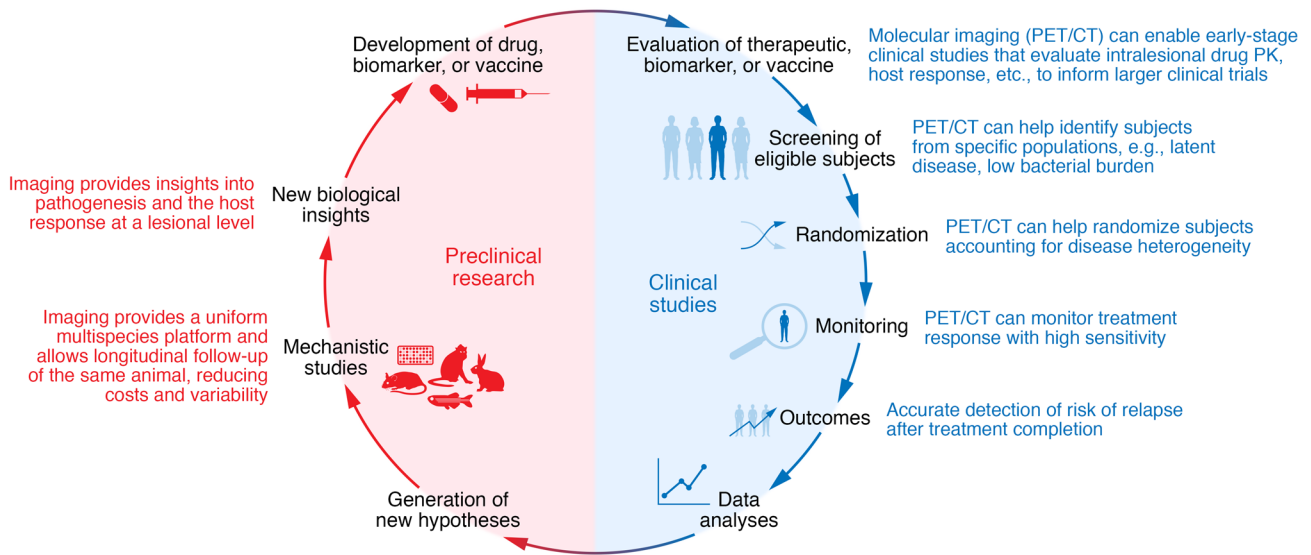 Development of drug,
biomarker, or vaccine
Evaluation of therapeutic,
biomarker, or vaccine
Molecular imaging (PET/CT) can enable early-stage
clinical studies that evaluate intralesional drug PK,
host response, etc., to inform larger clinical trials
Screening of
eligible subjects
PET/CT can help identify subjects
from specific populations, e.g., latent
disease, low bacterial burden
Imaging provides insights into
pathogenesis and the host
response at a lesional level
New biological
insights
Randomization
PET/CT can help randomize subjects
accounting for disease heterogeneity
Preclinical
research
Clinical
studies
Imaging provides a uniform
multispecies platform and
allows longitudinal follow-up
of the same animal, reducing
costs and variability
Mechanistic
studies
Monitoring
PET/CT can monitor treatment
response with high sensitivity
Outcomes
Accurate detection of risk of relapse
after treatment completion
Generation of
new hypotheses
Data
analyses